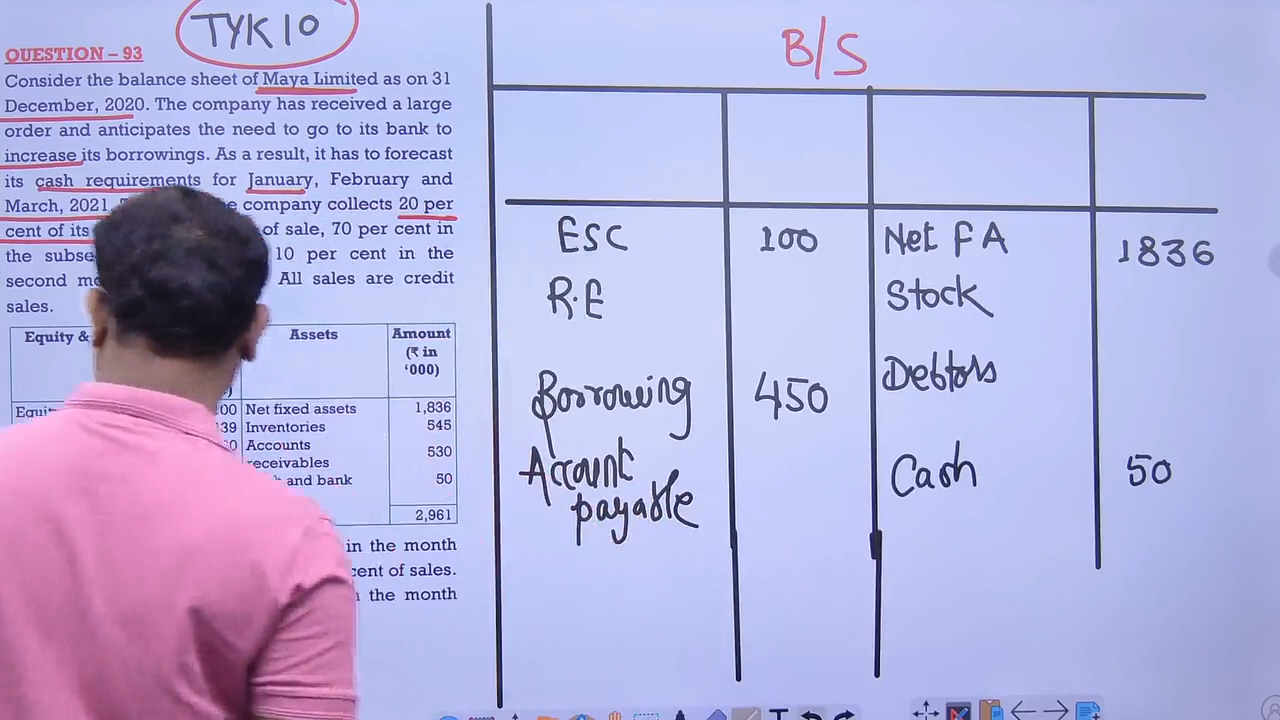 TYK 10
QUESTION – 93
Consider the balance sheet of Maya Limited as on 31
December, 2020. The company has received a large
order and anticipates the need to go to its bank to
increase its borrowings. As a result, it has to forecast
its cash requirements for January, February and
March, 2021. company collects 20 per
cent of its of sale, 70 per cent in
the 10 per cent in the
second All sales are credit
sales.
Equity & Assets Amount
(₹ in
‘000)
00 Net fixed assets 1,836
39 Inventories 545
0 Accounts
receivables 530
and bank 50
2,961
in the month
cent of sales.
the month
B/S
ESC 100 Net FA 1836
R.E Stock
Borrowing 450 Debtors
Account
payable Cash 50